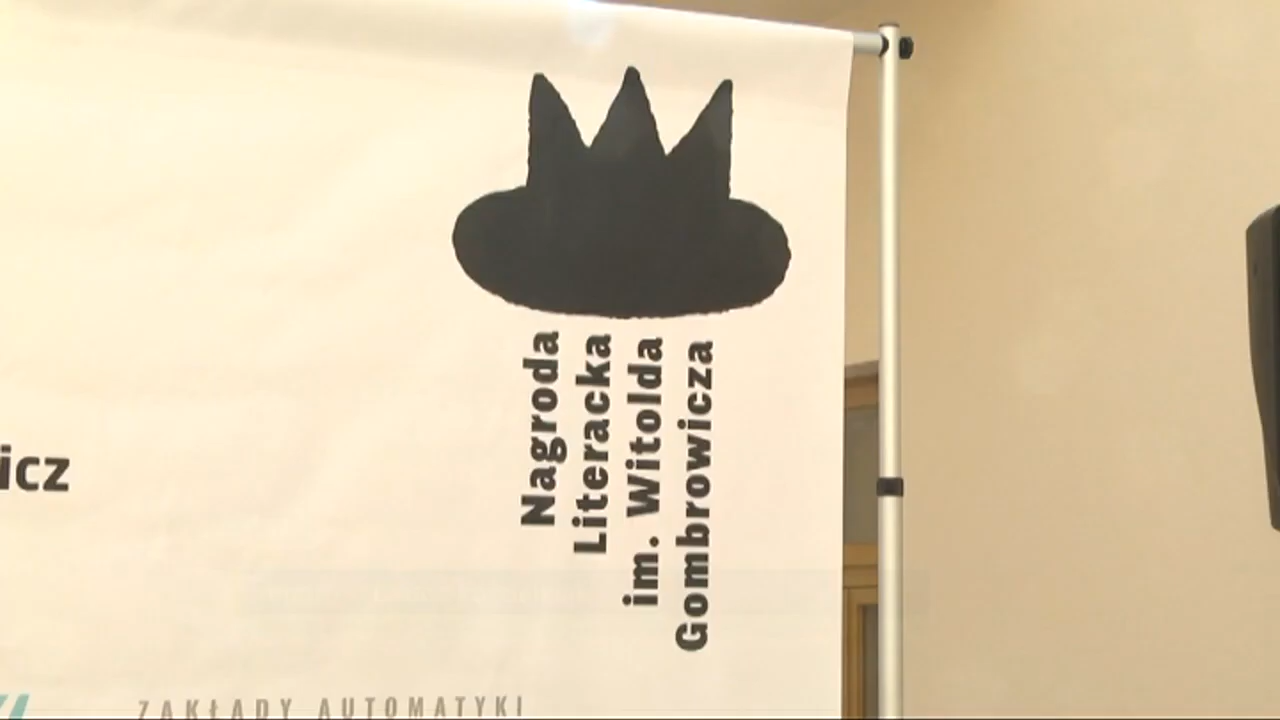 Nagroda
Literacka
im. Witolda
Gombrowicza
icz
ZAKŁADY AUTOMATYKI